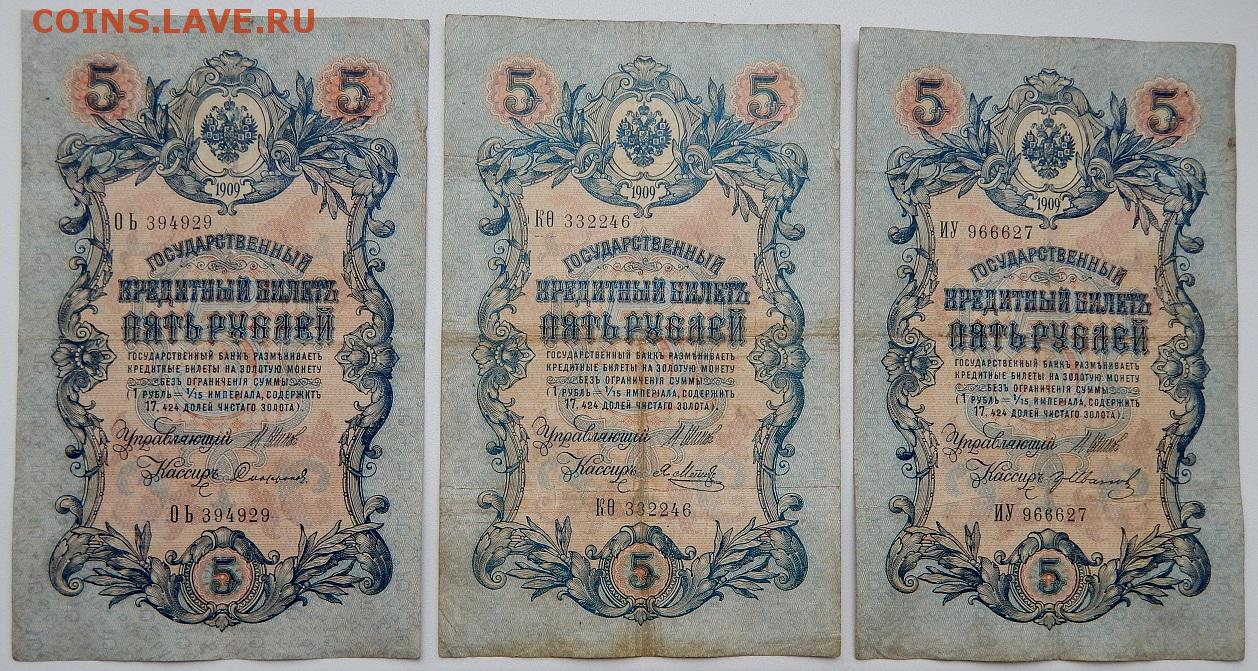 COINS.LAVE.RU
5 5
1909
ОЬ 394929
ГОСУДАРСТВЕННЫЙ
КРЕДИТНЫЙ БИЛЕТЪ
ПЯТЬ РУБЛЕЙ
ГОСУДАРСТВЕННЫЙ БАНКЪ РАЗМѢНИВАЕТЪ
КРЕДИТНЫЕ БИЛЕТЫ НА ЗОЛОТУЮ МОНЕТУ
БЕЗЪ ОГРАНИЧЕНІЯ СУММЫ
(1 РУБЛЬ = 1/15 ИМПЕРІАЛА, СОДЕРЖИТЪ
17,424 ДОЛЕЙ ЧИСТАГО ЗОЛОТА).
Управляющій
Кассиръ
ОЬ 394929
5
5 5
1909
КѲ 332246
ГОСУДАРСТВЕННЫЙ
КРЕДИТНЫЙ БИЛЕТЪ
ПЯТЬ РУБЛЕЙ
ГОСУДАРСТВЕННЫЙ БАНКЪ РАЗМѢНИВАЕТЪ
КРЕДИТНЫЕ БИЛЕТЫ НА ЗОЛОТУЮ МОНЕТУ
БЕЗЪ ОГРАНИЧЕНІЯ СУММЫ
(1 РУБЛЬ = 1/15 ИМПЕРІАЛА, СОДЕРЖИТЪ
17,424 ДОЛЕЙ ЧИСТАГО ЗОЛОТА).
Управляющій
Кассиръ
КѲ 332246
5
5 5
1909
ИУ 966627
ГОСУДАРСТВЕННЫЙ
КРЕДИТНЫЙ БИЛЕТЪ
ПЯТЬ РУБЛЕЙ
ГОСУДАРСТВЕННЫЙ БАНКЪ РАЗМѢНИВАЕТЪ
КРЕДИТНЫЕ БИЛЕТЫ НА ЗОЛОТУЮ МОНЕТУ
БЕЗЪ ОГРАНИЧЕНІЯ СУММЫ
(1 РУБЛЬ = 1/15 ИМПЕРІАЛА, СОДЕРЖИТЪ
17,424 ДОЛЕЙ ЧИСТАГО ЗОЛОТА).
Управляющій
Кассиръ
ИУ 966627
5